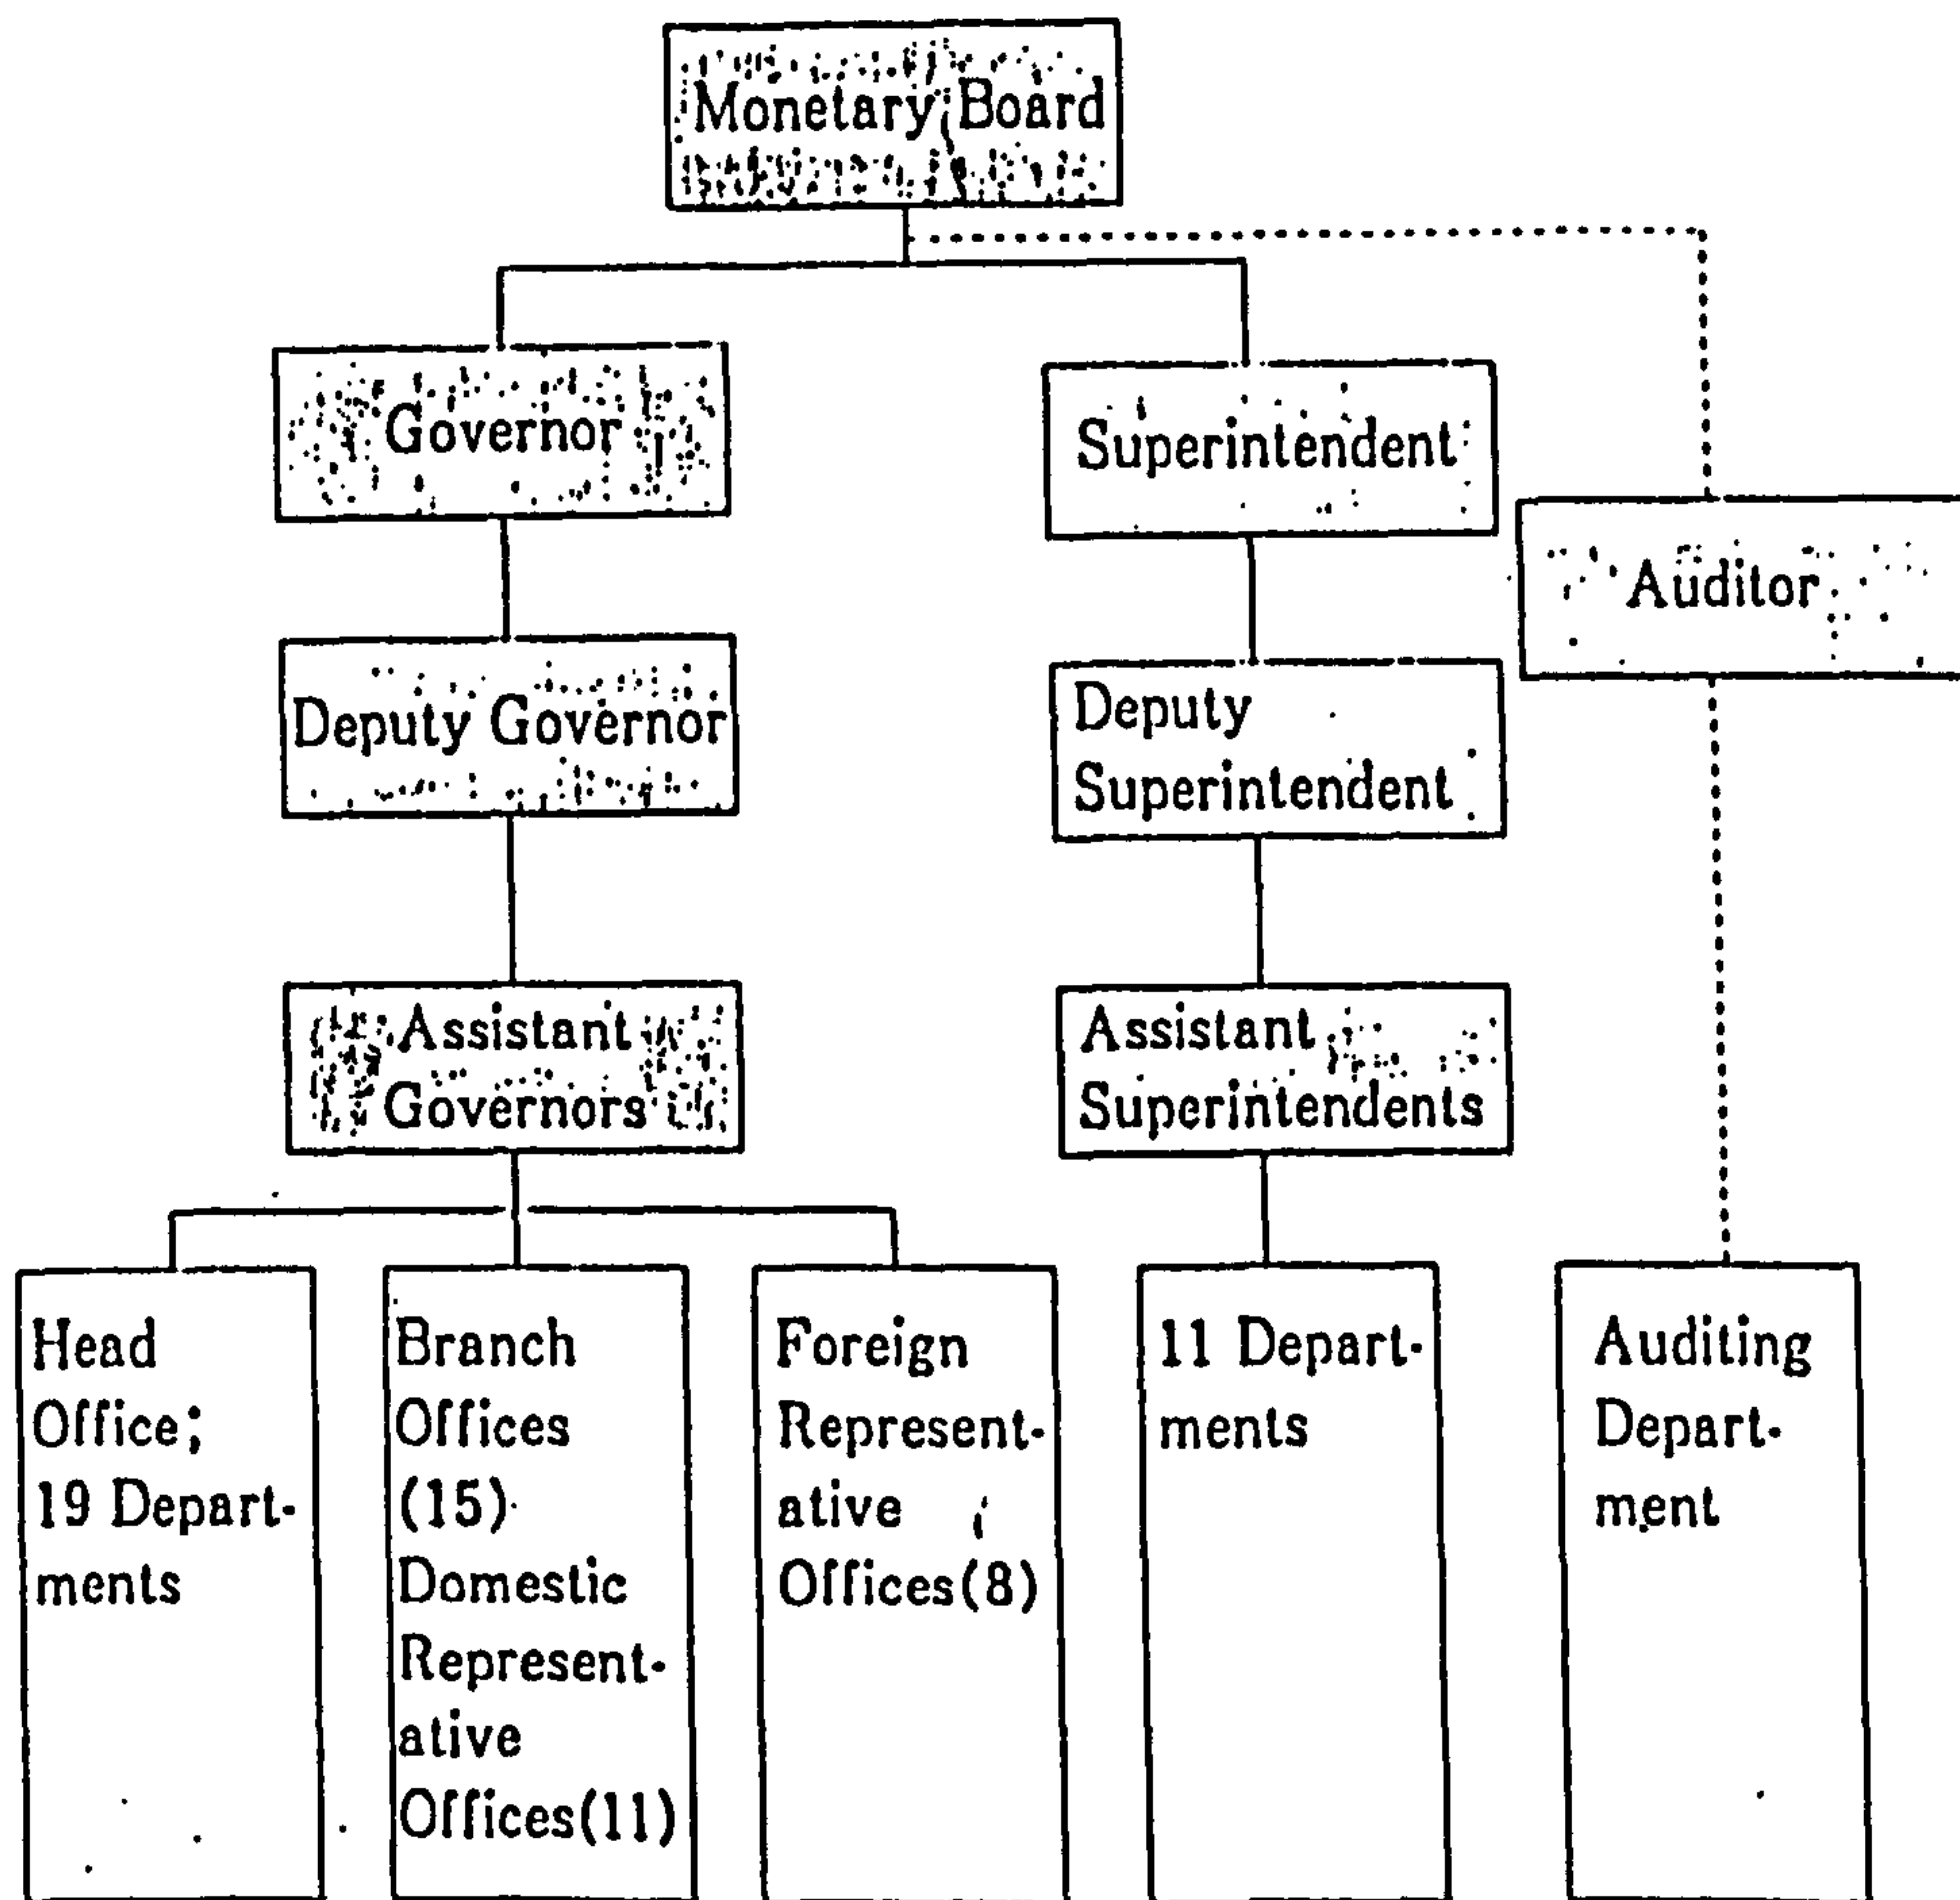 Monetary Board
Governor
Superintendent
Auditor
Deputy Governor
Deputy
Superintendent
Assistant
Governors
Assistant
Superintendents
Head
Office;
19 Depart-
ments
Branch
Offices
(15)
Domestic
Represent-
ative
Offices(11)
Foreign
Represent-
ative
Offices(8)
11 Depart-
ments
Auditing
Depart-
ment